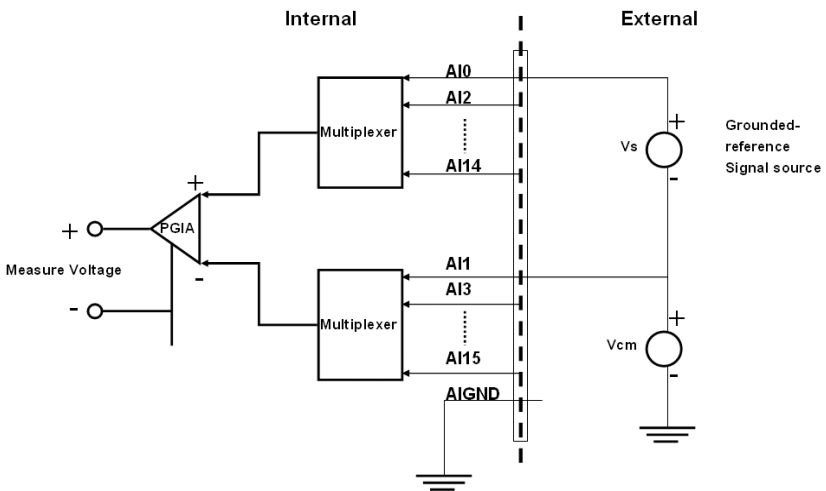 Internal
External
AI0
AI2
Multiplexer
AI14
+
Vs
-
Grounded-
reference
Signal source
+
PGIA
-
+
Measure Voltage
-
AI1
AI3
Multiplexer
AI15
AIGND
+
Vcm
-